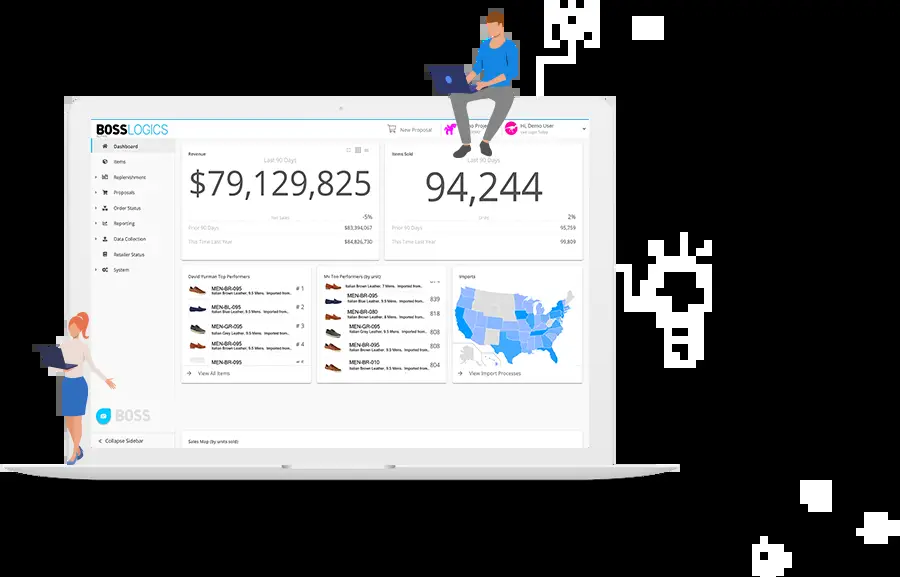 BOSSLOGICS
New Proposal
Hi, Demo User
Dashboard
Items
Replenishment
Proposals
Order Status
Reporting
Data Collection
Retailer Status
System
BOSS
Collapse Sidebar
Revenue
Last 90 Days
$79,129,825
-5%
Prior 90 Days $83,394,067
This Time Last Year $84,826,730
Items Sold
Last 90 Days
94,244
2%
Prior 90 Days 95,759
This Time Last Year 99,809
David Yurman Top Performers
MEN-BR-095 # 1
Italian Brown Leather, 9.5 Mens. Imported from..
MEN-BL-095 # 2
Italian Blue Leather, 9.5 Mens. Imported from..
MEN-GR-095 # 3
Italian Grey Leather, 9.5 Mens. Imported from..
MEN-BR-095 # 4
Italian Brown Leather, 9.5 Mens. Imported from..
MEN-BR-095
View All Items
My Top Performers (by unit)
Italian Brown Leather, 7 Mens. Imported from..
MEN-BR-095 839
Italian Blue Leather, 9.5 Mens. Imported from..
MEN-BR-080 818
Italian Brown Leather, 9.5 Mens. Imported from..
MEN-GR-095 808
Italian Grey Leather, 9.5 Mens. Imported from..
MEN-BR-095 808
Italian Brown Leather, 9.5 Mens. Imported from..
MEN-BR-010 804
Italian Brown Leather, 9.5 Mens. Imported from..
Imports
View Import Processes
Sales Map (by units sold)